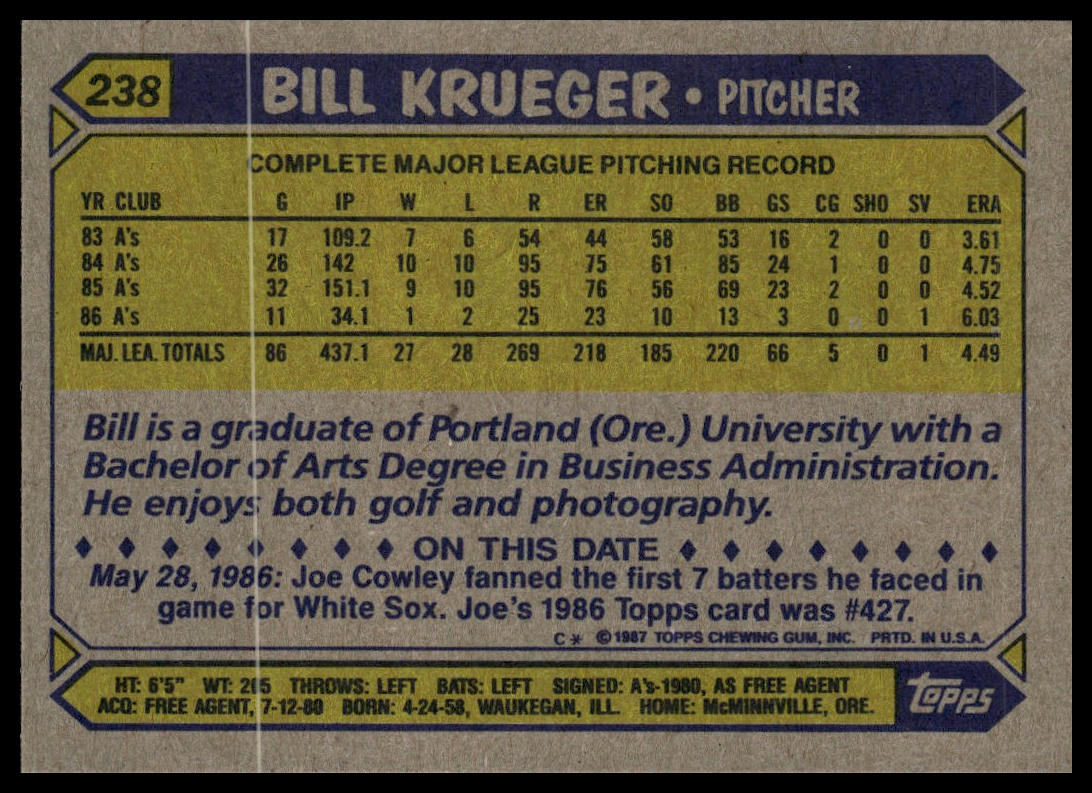 238 BILL KRUEGER • PITCHER
COMPLETE MAJOR LEAGUE PITCHING RECORD
YR CLUB G IP W L R ER SO BB GS CG SHO SV ERA
83 A's 17 109.2 7 6 54 44 58 53 16 2 0 0 3.61
84 A's 26 142 10 10 95 75 61 85 24 1 0 0 4.75
85 A's 32 151.1 9 10 95 76 56 69 23 2 0 0 4.52
86 A's 11 34.1 1 2 25 23 10 13 3 0 0 1 6.03
MAJ. LEA. TOTALS 86 437.1 27 28 269 218 185 220 66 5 0 1 4.49
Bill is a graduate of Portland (Ore.) University with a
Bachelor of Arts Degree in Business Administration.
He enjoys both golf and photography.
♦ ♦ ♦ ♦ ♦ ♦ ♦ ♦ ON THIS DATE ♦ ♦ ♦ ♦ ♦ ♦ ♦ ♦
May 28, 1986: Joe Cowley fanned the first 7 batters he faced in
game for White Sox. Joe's 1986 Topps card was #427.
C* ©1987 TOPPS CHEWING GUM, INC. PRTD. IN U.S.A.
HT: 6'5" WT: 205 THROWS: LEFT BATS: LEFT SIGNED: A's-1980, AS FREE AGENT
ACQ: FREE AGENT, 7-12-80 BORN: 4-24-58, WAUKEGAN, ILL. HOME: McMINNVILLE, ORE.
topps